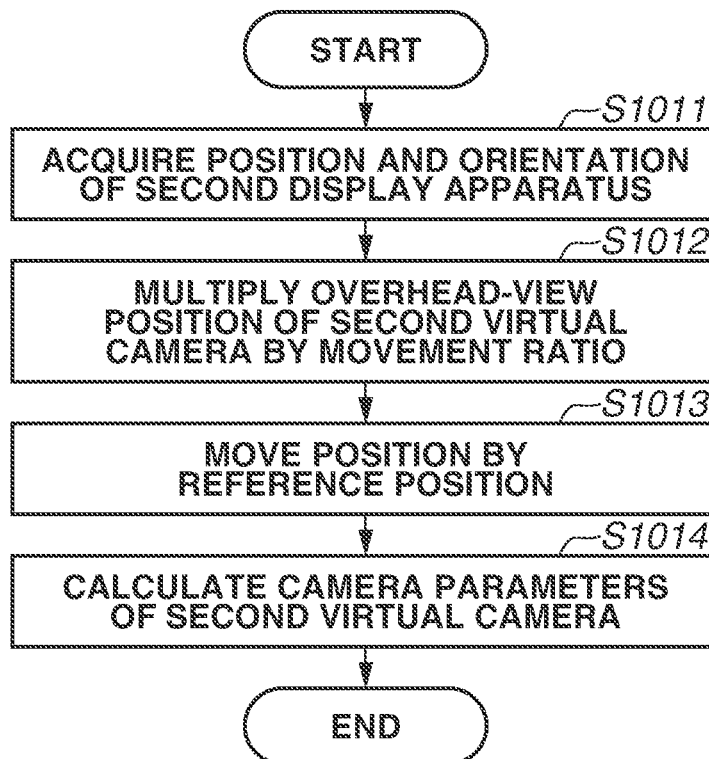 START
S1011
ACQUIRE POSITION AND ORIENTATION
OF SECOND DISPLAY APPARATUS
S1012
MULTIPLY OVERHEAD-VIEW
POSITION OF SECOND VIRTUAL
CAMERA BY MOVEMENT RATIO
S1013
MOVE POSITION BY
REFERENCE POSITION
S1014
CALCULATE CAMERA PARAMETERS
OF SECOND VIRTUAL CAMERA
END